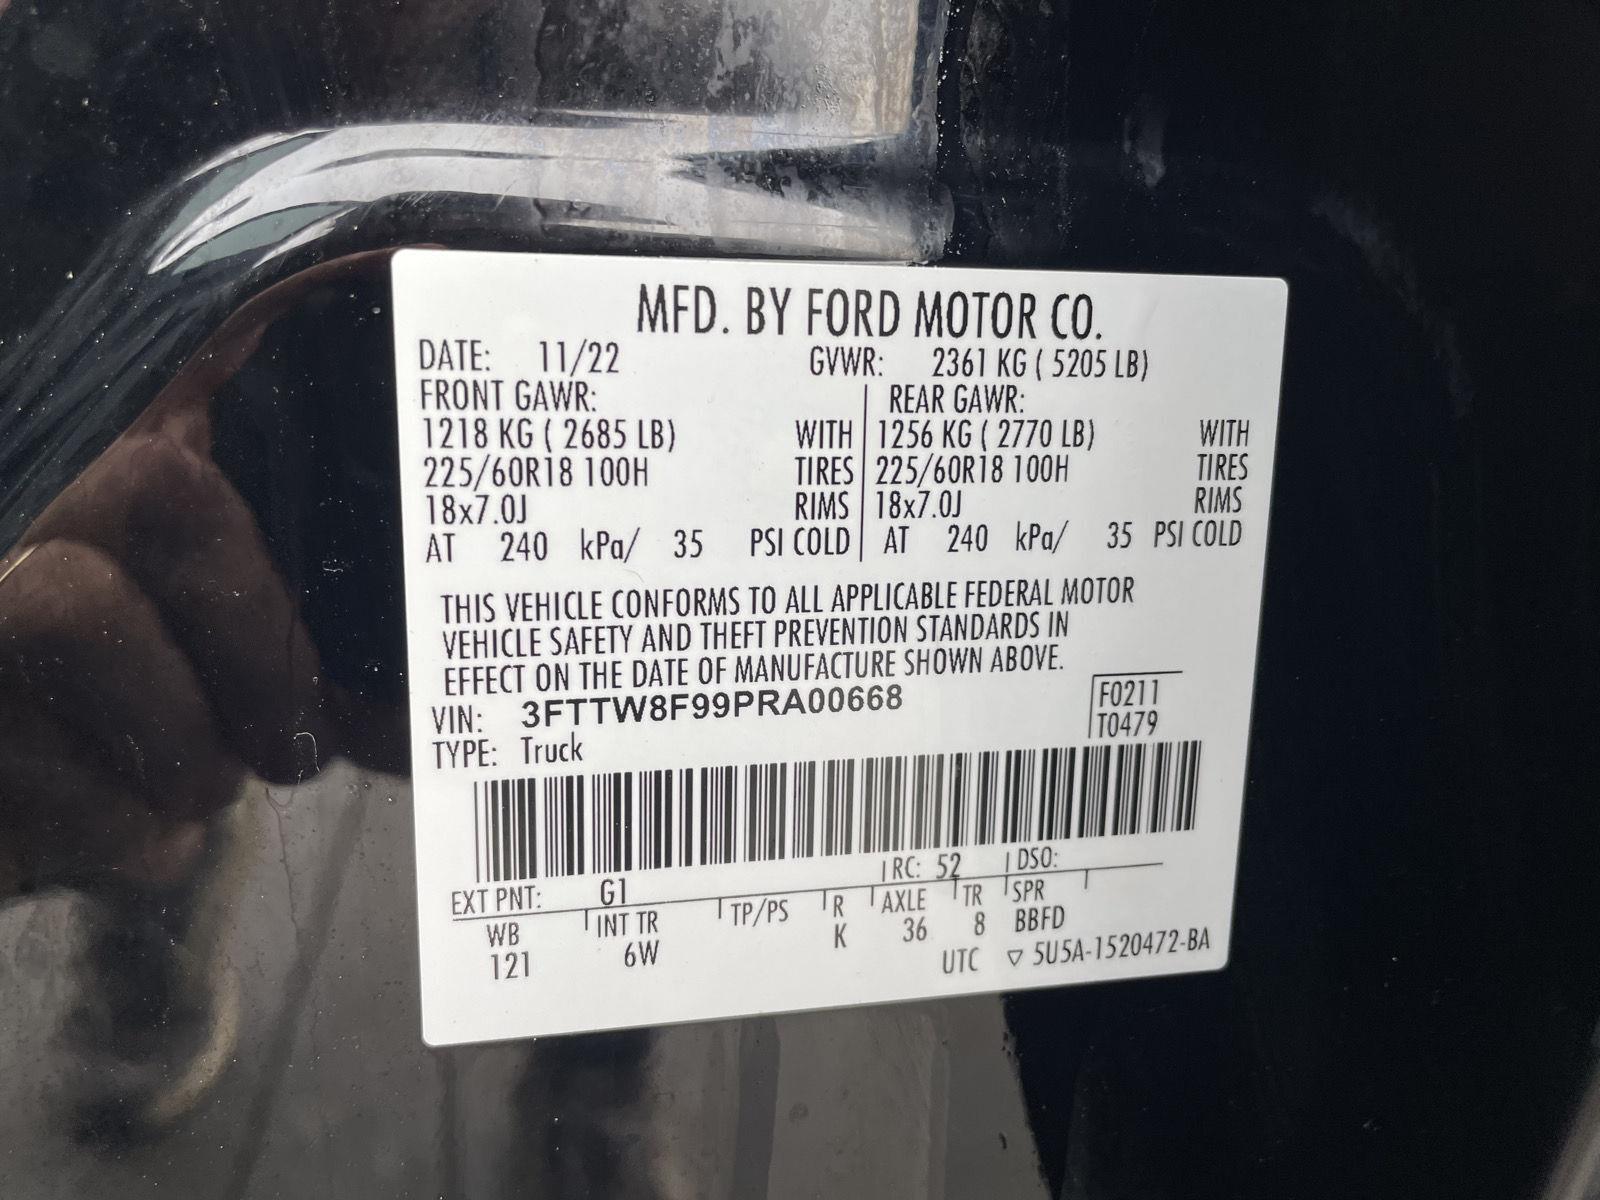 MFD. BY FORD MOTOR CO.
DATE: 11/22 GVWR: 2361 KG ( 5205 LB)
FRONT GAWR: REAR GAWR:
1218 KG ( 2685 LB) WITH 1256 KG ( 2770 LB) WITH
225/60R18 100H TIRES 225/60R18 100H TIRES
18x7.0J RIMS 18x7.0J RIMS
AT 240 kPa/ 35 PSI COLD AT 240 kPa/ 35 PSI COLD
THIS VEHICLE CONFORMS TO ALL APPLICABLE FEDERAL MOTOR
VEHICLE SAFETY AND THEFT PREVENTION STANDARDS IN
EFFECT ON THE DATE OF MANUFACTURE SHOWN ABOVE.
VIN: 3FTTW8F99PRA00668 F0211
TYPE: Truck T0479
EXT PNT: G1 RC: 52 DSO:
WB INT TR TP/PS R AXLE TR SPR
121 6W K 36 8 BBFD
UTC ▽ 5U5A-1520472-BA